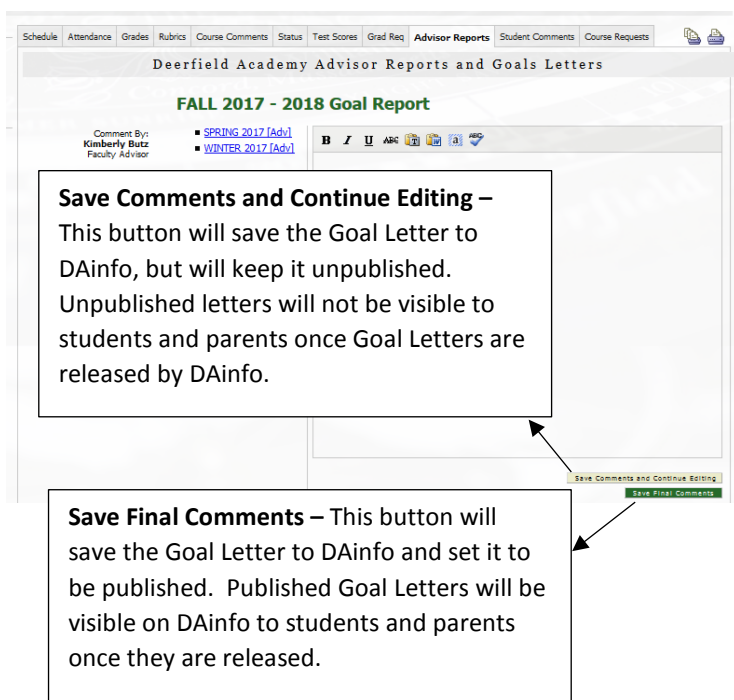 Schedule Attendance Grades Rubrics Course Comments Status Test Scores Grad Req Advisor Reports Student Comments Course Requests
Deerfield Academy Advisor Reports and Goals Letters
FALL 2017 - 2018 Goal Report
Comment By:
Kimberly Butz
Faculty Advisor
SPRING 2017 [Adv]
WINTER 2017 [Adv]
B I U ABC
Save Comments and Continue Editing –
This button will save the Goal Letter to
DAinfo, but will keep it unpublished.
Unpublished letters will not be visible to
students and parents once Goal Letters are
released by DAinfo.
Save Comments and Continue Editing
Save Final Comments
Save Final Comments – This button will
save the Goal Letter to DAinfo and set it to
be published.  Published Goal Letters will be
visible on DAinfo to students and parents
once they are released.